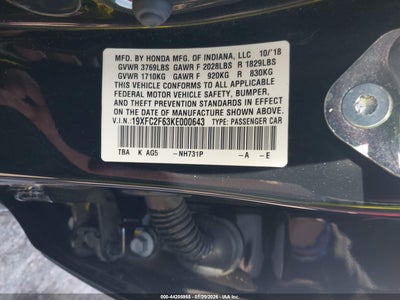 MFD. BY HONDA MFG. OF INDIANA, LLC 10/'18
GVWR 3769LBS GAWR F 2028LBS R 1829LBS
GVWR 1710KG GAWR F 920KG R 830KG
THIS VEHICLE CONFORMS TO ALL APPLICABLE
FEDERAL MOTOR VEHICLE SAFETY, BUMPER,
AND THEFT PREVENTION STANDARDS IN EFFECT ON
THE DATE OF MANUFACTURE SHOWN ABOVE.
V.I.N.:19XFC2F63KE000643 TYPE: PASSENGER CAR
TBA K AG5 -NH731P -A -E
000-44205955 - 01/20/2026 - IAA Inc.